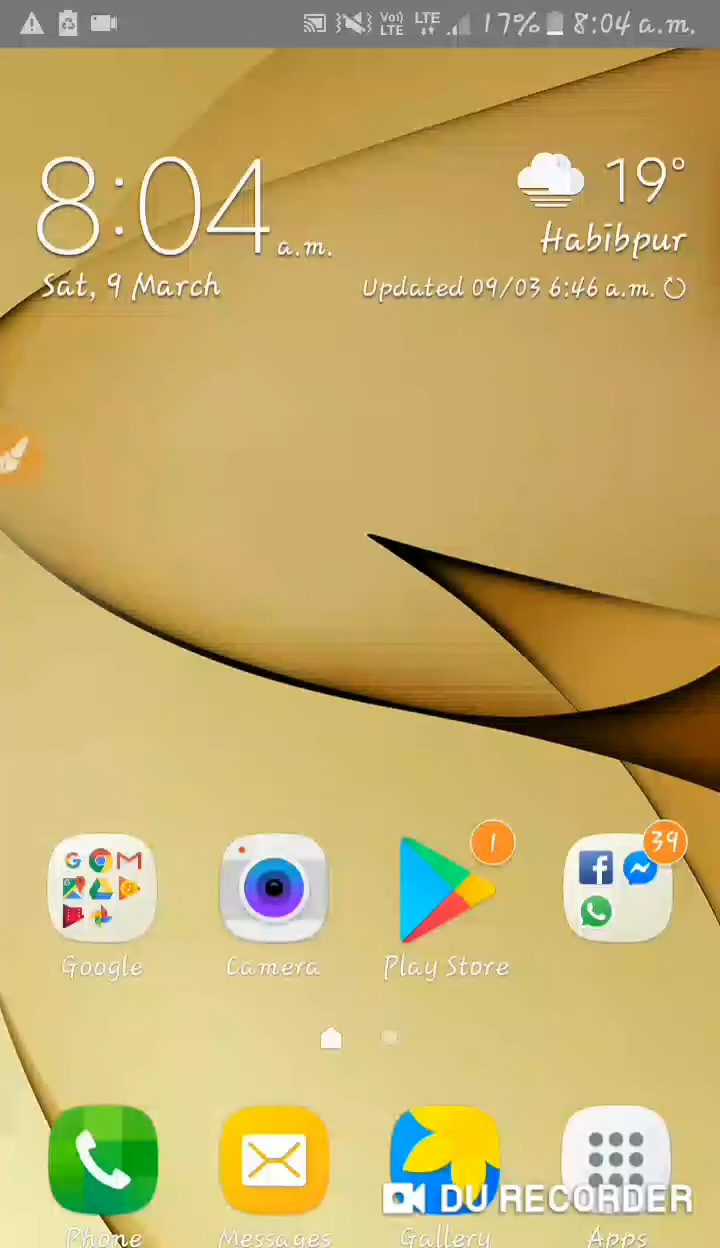 Vo)) LTE LTE 17% 8:04 a.m.
8:04 a.m.
19°
Habibpur
Sat, 9 March
Updated 09/03 6:46 a.m.
1
39
Google
Camera
Play Store
DU RECORDER
Phone
Messages
Gallery
Apps